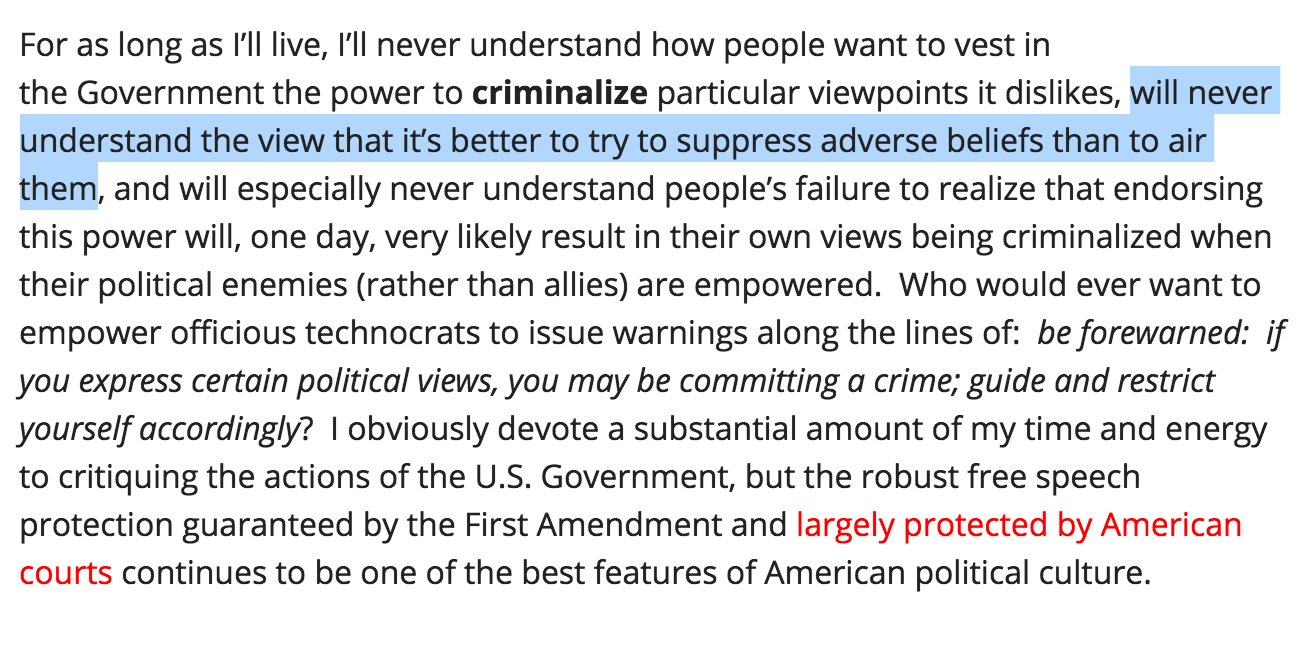 For as long as I’ll live, I’ll never understand how people want to vest in
the Government the power to criminalize particular viewpoints it dislikes, will never
understand the view that it’s better to try to suppress adverse beliefs than to air
them, and will especially never understand people’s failure to realize that endorsing
this power will, one day, very likely result in their own views being criminalized when
their political enemies (rather than allies) are empowered.  Who would ever want to
empower officious technocrats to issue warnings along the lines of:  be forewarned:  if
you express certain political views, you may be committing a crime; guide and restrict
yourself accordingly?  I obviously devote a substantial amount of my time and energy
to critiquing the actions of the U.S. Government, but the robust free speech
protection guaranteed by the First Amendment and largely protected by American
courts continues to be one of the best features of American political culture.